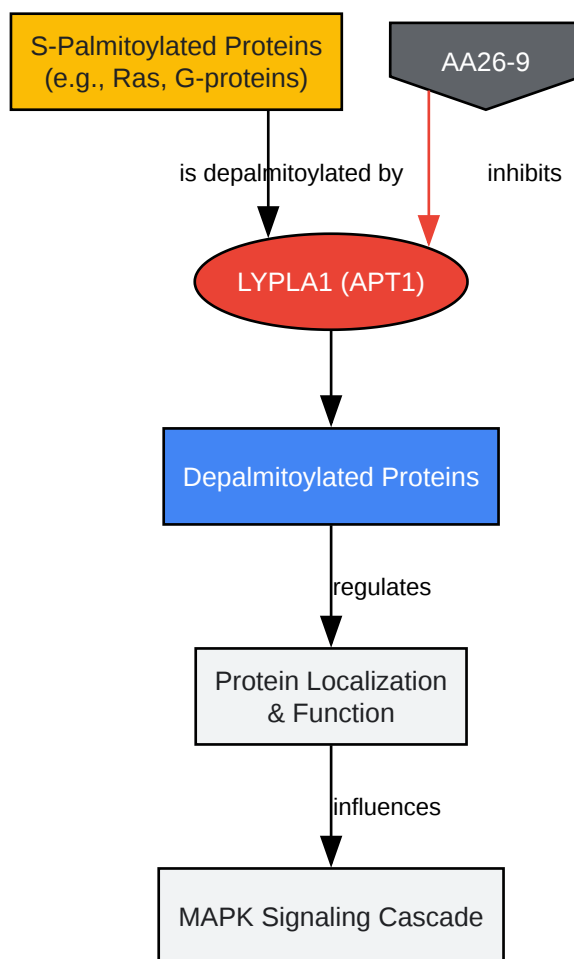 S-Palmitoylated Proteins
(e.g., Ras, G-proteins)
AA26-9
is depalmitoylated by
inhibits
LYPLA1 (APT1)
Depalmitoylated Proteins
regulates
Protein Localization
& Function
influences
MAPK Signaling Cascade